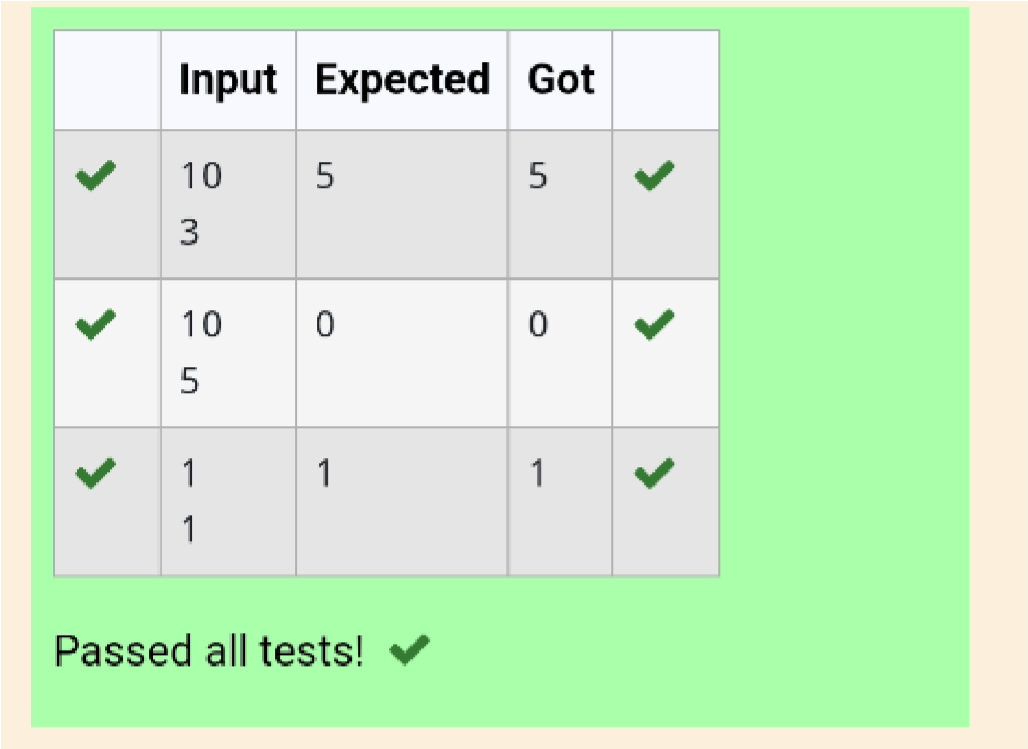 Input Expected Got
10 5 5
3
10 0 0
5
1 1 1
1
Passed all tests!